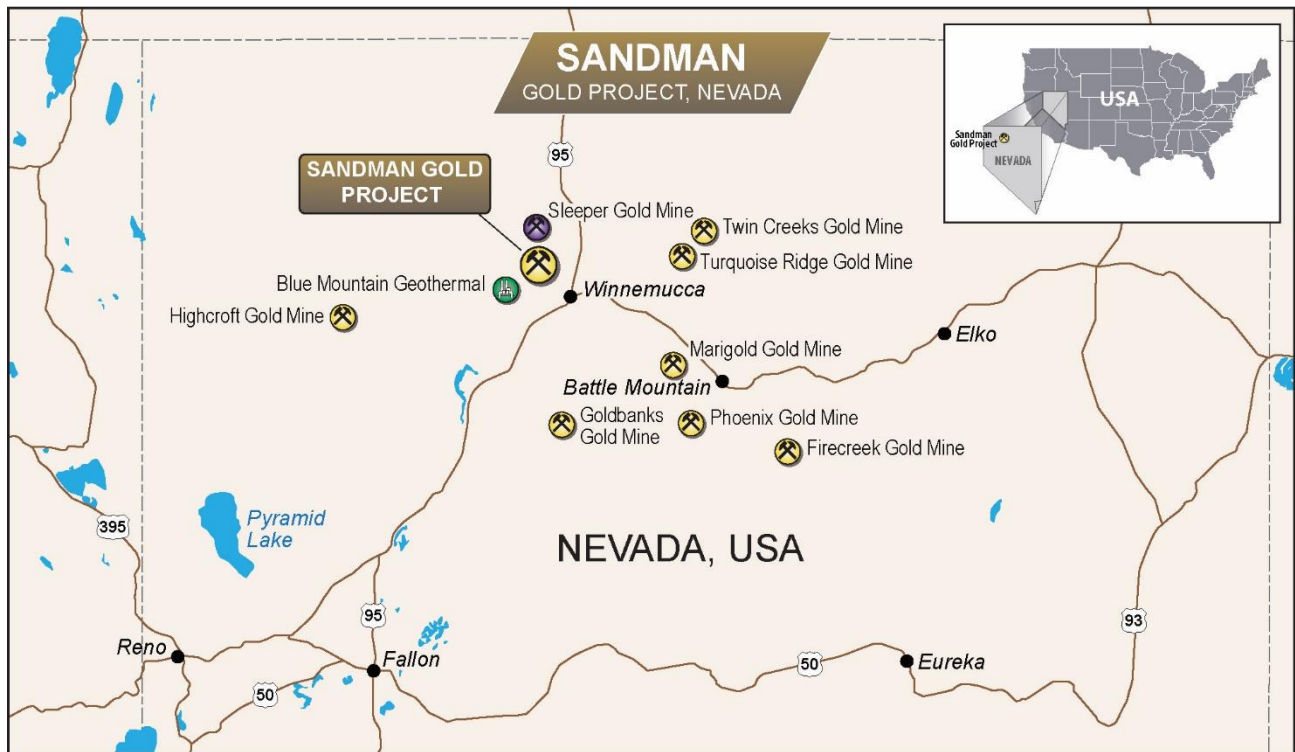 SANDMAN
GOLD PROJECT, NEVADA
USA
Sandman
Gold Project
NEVADA
95
SANDMAN GOLD
PROJECT
Sleeper Gold Mine
Twin Creeks Gold Mine
Turquoise Ridge Gold Mine
Blue Mountain Geothermal
Winnemucca
Highcroft Gold Mine
Elko
Marigold Gold Mine
Battle Mountain
Goldbanks
Gold Mine
Phoenix Gold Mine
Firecreek Gold Mine
395
Pyramid
Lake
NEVADA, USA
95
93
Reno
Fallon
50
50
Eureka